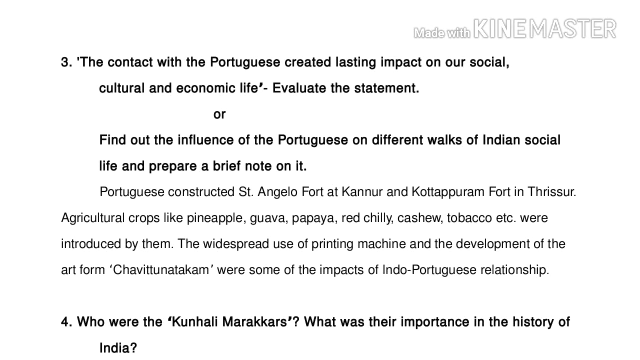 Made with KINEMASTER
3. 'The contact with the Portuguese created lasting impact on our social,
cultural and economic life'- Evaluate the statement.
or
Find out the influence of the Portuguese on different walks of Indian social
life and prepare a brief note on it.
Portuguese constructed St. Angelo Fort at Kannur and Kottappuram Fort in Thrissur.
Agricultural crops like pineapple, guava, papaya, red chilly, cashew, tobacco etc. were
introduced by them. The widespread use of printing machine and the development of the
art form ‘Chavittunatakam’ were some of the impacts of Indo-Portuguese relationship.
4. Who were the ‘Kunhali Marakkars’? What was their importance in the history of
India?